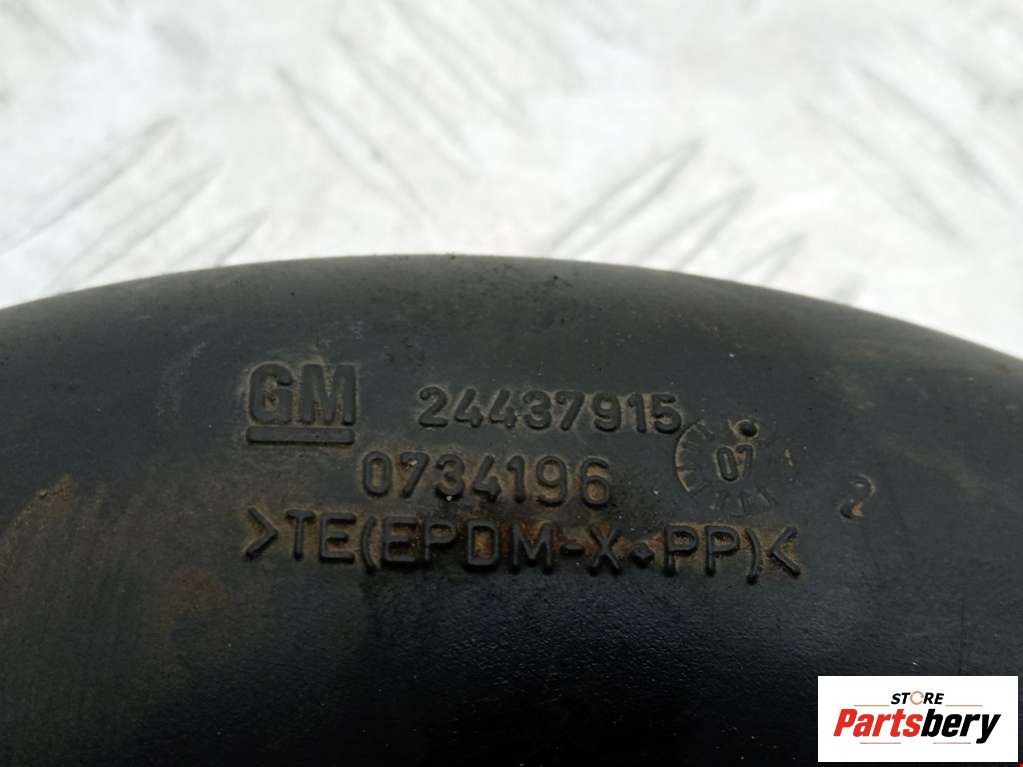 GM 24437915
0734196 07
2
>TE(EPDM-X+PP)<
STORE
Partsbery